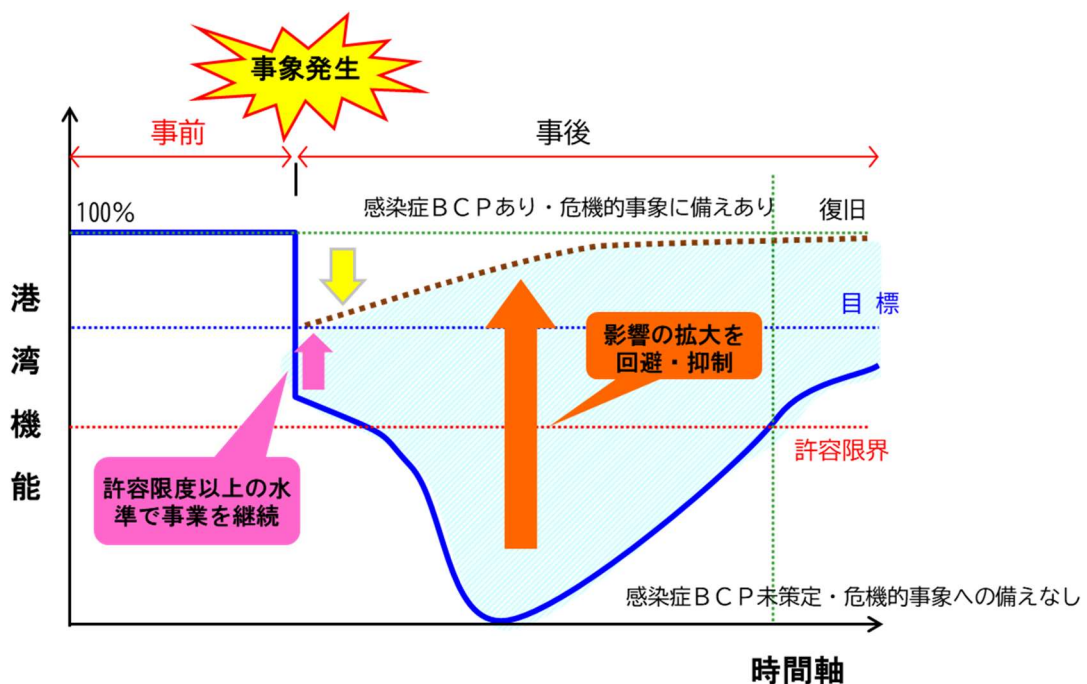 事象発生
事前
事後
100%
感染症ＢＣＰあり・危機的事象に備えあり
復旧
目 標
影響の拡大を
回避・抑制
許容限界
許容限度以上の水
準で事業を継続
感染症ＢＣＰ未策定・危機的事象への備えなし
港湾機能
時間軸